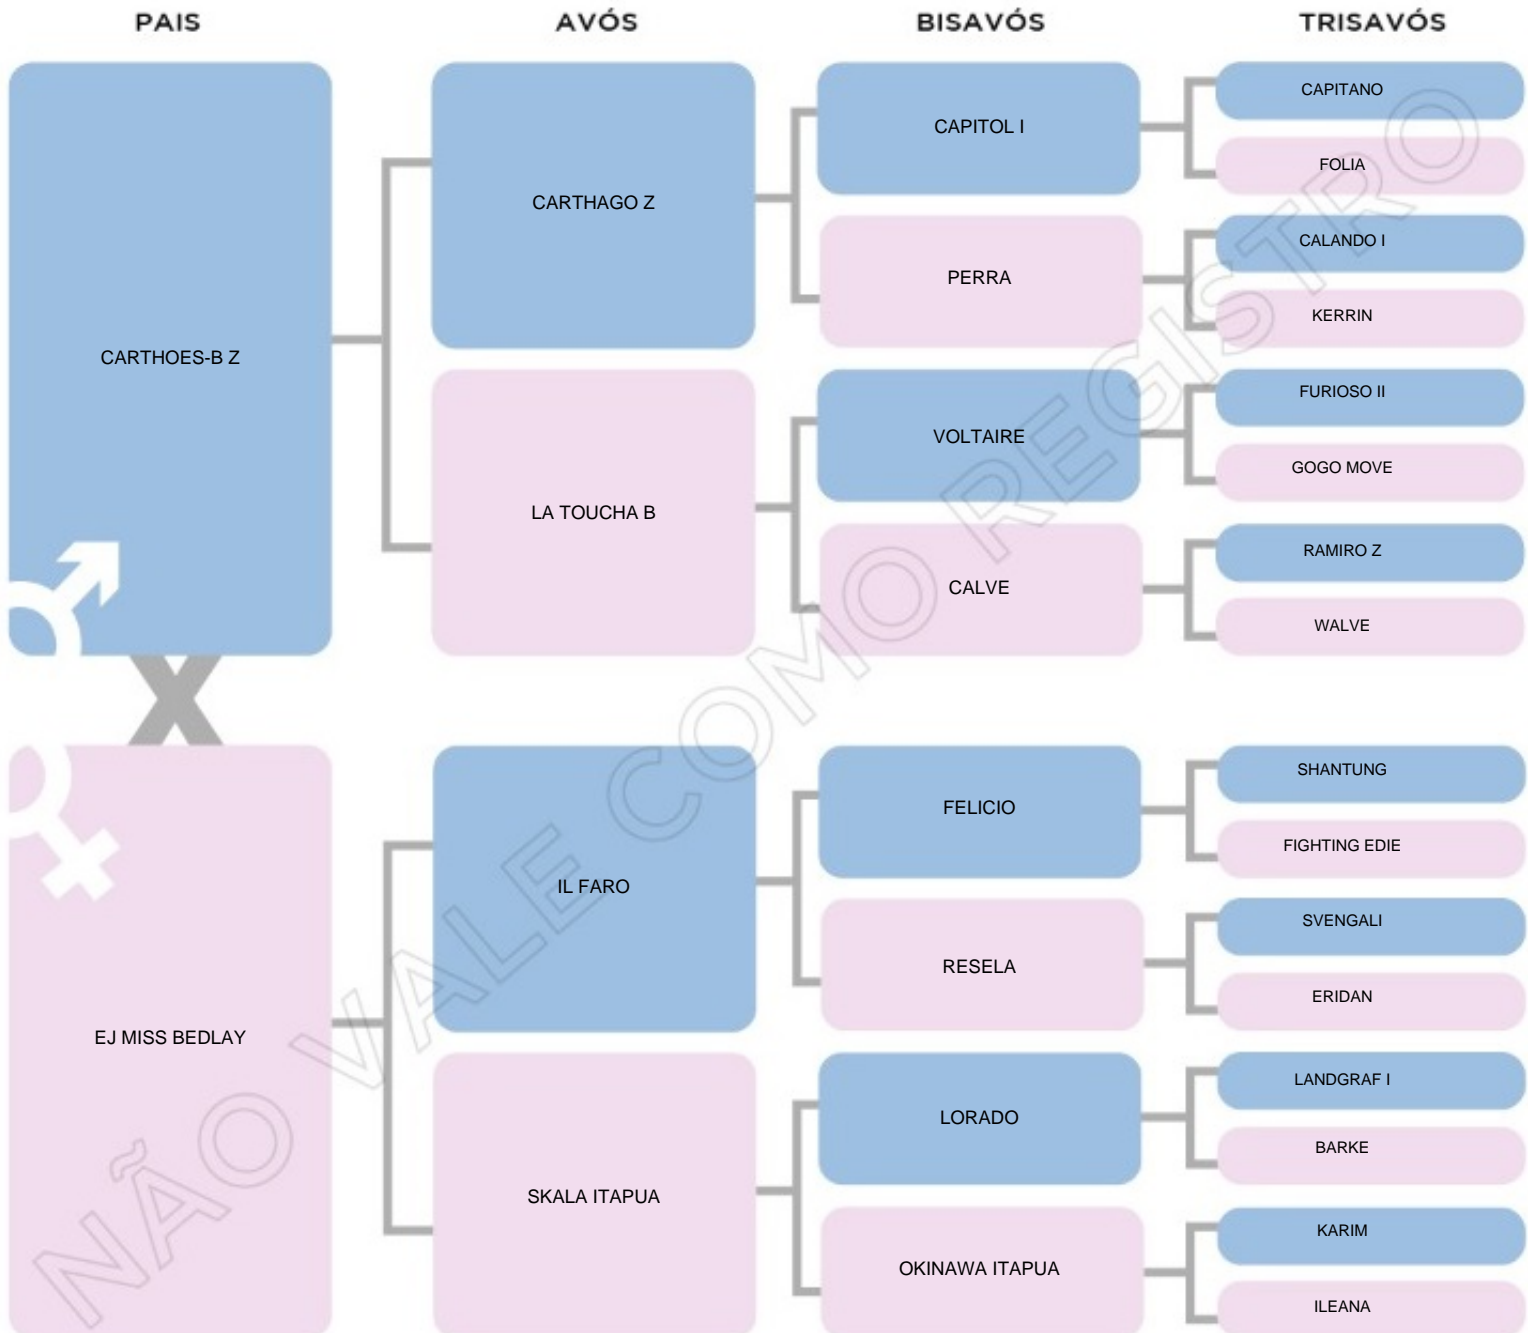 PAIS
AVÓS
BISAVÓS
TRISAVÓS
CARTHOES-B Z
CARTHAGO Z
CAPITOL I
CAPITANO
FOLIA
PERRA
CALANDO I
KERRIN
LA TOUCHA B
VOLTAIRE
FURIOSO II
GOGO MOVE
CALVE
RAMIRO Z
WALVE
X
EJ MISS BEDLAY
IL FARO
FELICIO
SHANTUNG
FIGHTING EDIE
RESELA
SVENGALI
ERIDAN
SKALA ITAPUA
LORADO
LANDGRAF I
BARKE
OKINAWA ITAPUA
KARIM
ILEANA
NÃO VALE COMO REGISTRO